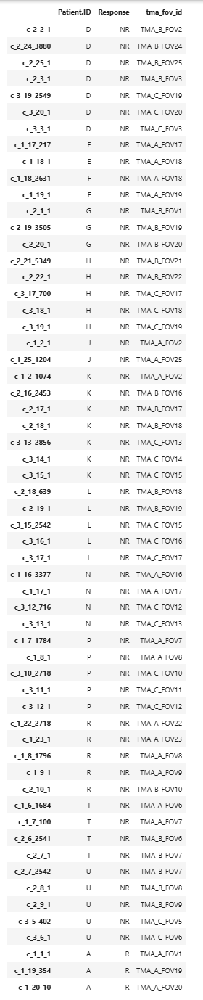 Patient.ID Response tma_fov_id
c_2_2_1 D NR TMA_B_FOV2
c_2_24_3880 D NR TMA_B_FOV24
c_2_25_1 D NR TMA_B_FOV25
c_2_3_1 D NR TMA_B_FOV3
c_3_19_2549 D NR TMA_C_FOV19
c_3_20_1 D NR TMA_C_FOV20
c_3_3_1 D NR TMA_C_FOV3
c_1_17_217 E NR TMA_A_FOV17
c_1_18_1 E NR TMA_A_FOV18
c_1_18_2631 F NR TMA_A_FOV18
c_1_19_1 F NR TMA_A_FOV19
c_2_1_1 G NR TMA_B_FOV1
c_2_19_3505 G NR TMA_B_FOV19
c_2_20_1 G NR TMA_B_FOV20
c_2_21_5349 H NR TMA_B_FOV21
c_2_22_1 H NR TMA_B_FOV22
c_3_17_700 H NR TMA_C_FOV17
c_3_18_1 H NR TMA_C_FOV18
c_3_19_1 H NR TMA_C_FOV19
c_1_2_1 J NR TMA_A_FOV2
c_1_25_1204 J NR TMA_A_FOV25
c_1_2_1074 K NR TMA_A_FOV2
c_2_16_2453 K NR TMA_B_FOV16
c_2_17_1 K NR TMA_B_FOV17
c_2_18_1 K NR TMA_B_FOV18
c_3_13_2856 K NR TMA_C_FOV13
c_3_14_1 K NR TMA_C_FOV14
c_3_15_1 K NR TMA_C_FOV15
c_2_18_639 L NR TMA_B_FOV18
c_2_19_1 L NR TMA_B_FOV19
c_3_15_2542 L NR TMA_C_FOV15
c_3_16_1 L NR TMA_C_FOV16
c_3_17_1 L NR TMA_C_FOV17
c_1_16_3377 N NR TMA_A_FOV16
c_1_17_1 N NR TMA_A_FOV17
c_3_12_716 N NR TMA_C_FOV12
c_3_13_1 N NR TMA_C_FOV13
c_1_7_1784 P NR TMA_A_FOV7
c_1_8_1 P NR TMA_A_FOV8
c_3_10_2718 P NR TMA_C_FOV10
c_3_11_1 P NR TMA_C_FOV11
c_3_12_1 P NR TMA_C_FOV12
c_1_22_2718 R NR TMA_A_FOV22
c_1_23_1 R NR TMA_A_FOV23
c_1_8_1796 R NR TMA_A_FOV8
c_1_9_1 R NR TMA_A_FOV9
c_2_10_1 R NR TMA_B_FOV10
c_1_6_1684 T NR TMA_A_FOV6
c_1_7_100 T NR TMA_A_FOV7
c_2_6_2541 T NR TMA_B_FOV6
c_2_7_1 T NR TMA_B_FOV7
c_2_7_2542 U NR TMA_B_FOV7
c_2_8_1 U NR TMA_B_FOV8
c_2_9_1 U NR TMA_B_FOV9
c_3_5_402 U NR TMA_C_FOV5
c_3_6_1 U NR TMA_C_FOV6
c_1_1_1 A R TMA_A_FOV1
c_1_19_354 A R TMA_A_FOV19
c_1_20_10 A R TMA_A_FOV20